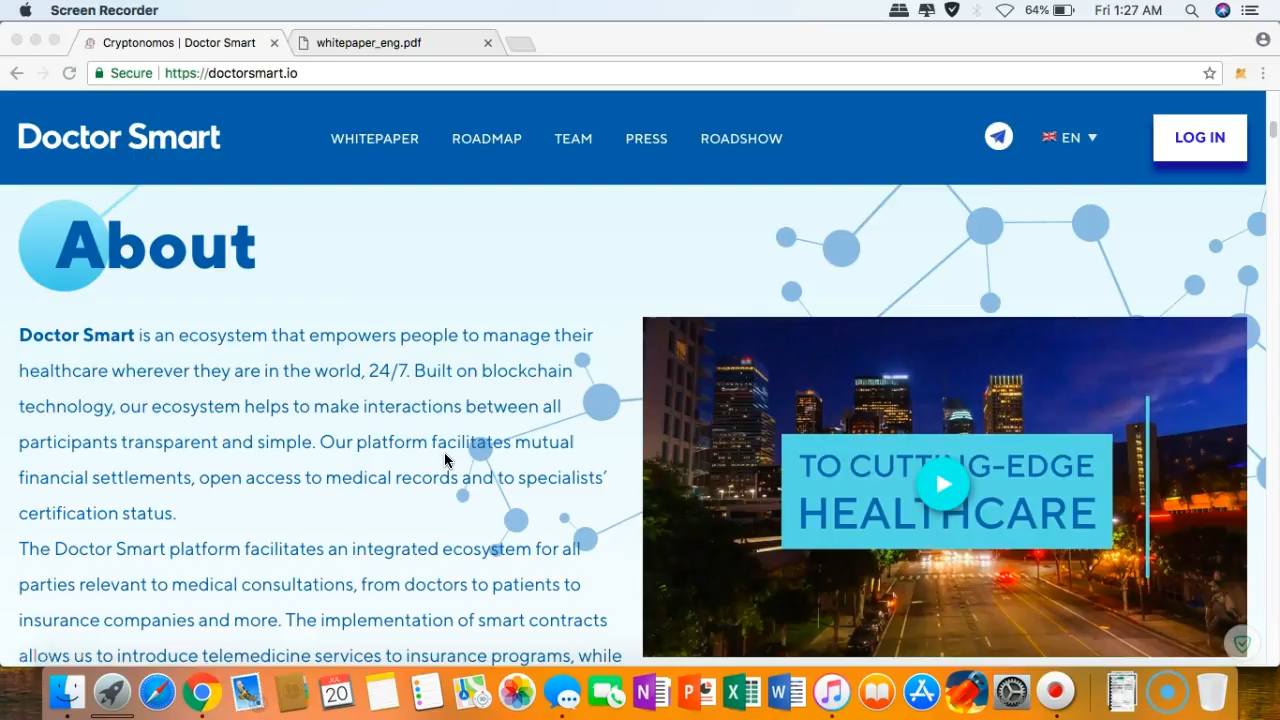 Screen Recorder
64%
Fri 1:27 AM
Cryptonomos | Doctor Smart
whitepaper_eng.pdf
Secure
https://doctorsmart.io
Doctor Smart
WHITEPAPER
ROADMAP
TEAM
PRESS
ROADSHOW
EN
LOG IN
About
Doctor Smart is an ecosystem that empowers people to manage their
healthcare wherever they are in the world, 24/7. Built on blockchain
technology, our ecosystem helps to make interactions between all
participants transparent and simple. Our platform facilitates mutual
financial settlements, open access to medical records and to specialists’
certification status.
The Doctor Smart platform facilitates an integrated ecosystem for all
parties relevant to medical consultations, from doctors to patients to
insurance companies and more. The implementation of smart contracts
allows us to introduce telemedicine services to insurance programs, while
TO CUTTING-EDGE
HEALTHCARE
JUL
20
N
P
X
W